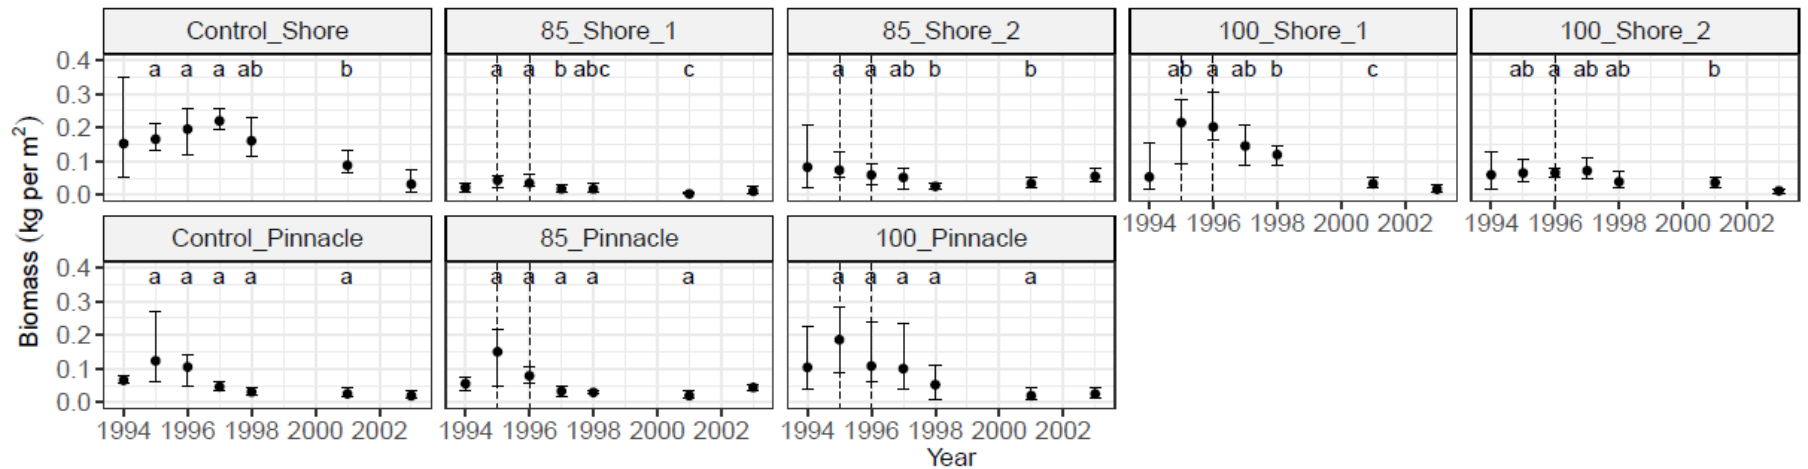 Control_Shore 85_Shore_1 85_Shore_2 100_Shore_1 100_Shore_2
0.4
a a a ab b a a b abc c a a ab b b ab a ab b c ab a ab ab b
0.3
0.2
0.1
0.0
1994 1996 1998 2000 2002 1994 1996 1998 2000 2002
Biomass (kg per m²)
Control_Pinnacle 85_Pinnacle 100_Pinnacle
0.4
a a a a a a a a a a a a a a a
0.3
0.2
0.1
0.0
1994 1996 1998 2000 2002 1994 1996 1998 2000 2002 1994 1996 1998 2000 2002
Year